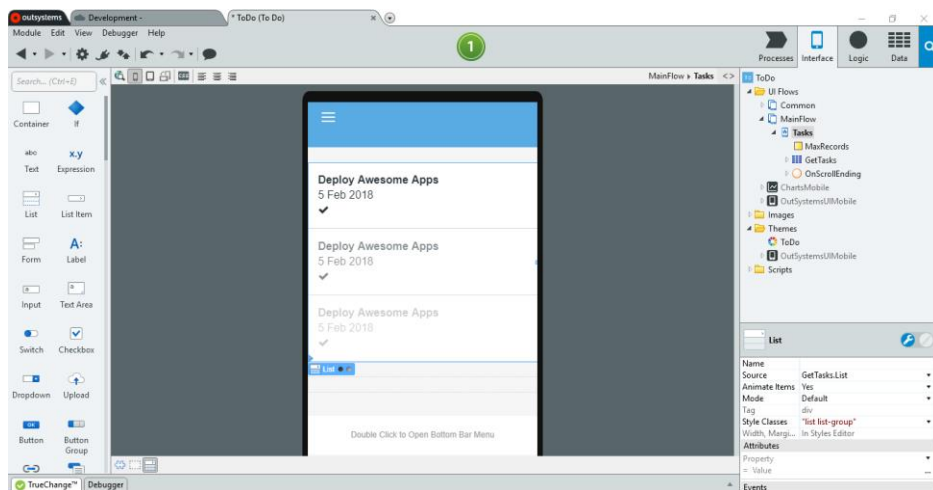 outsystems
Development -
* ToDo (To Do)
Module Edit View Debugger Help
1
Processes
Interface
Logic
Data
Search... (Ctrl+E)
MainFlow ▸ Tasks
Container
If
abc
Text
x.y
Expression
List
List Item
Form
A:
Label
Input
Text Area
Switch
Checkbox
Dropdown
Upload
OK
Button
Button Group
Deploy Awesome Apps
5 Feb 2018
Deploy Awesome Apps
5 Feb 2018
Deploy Awesome Apps
5 Feb 2018
List
Double Click to Open Bottom Bar Menu
ToDo
UI Flows
Common
MainFlow
Tasks
MaxRecords
GetTasks
OnScrollEnding
ChartsMobile
OutSystemsUIMobile
Images
Themes
ToDo
OutSystemsUIMobile
Scripts
List
Name
Source GetTasks.List
Animate Items Yes
Mode Default
Tag div
Style Classes "list list-group"
Width, Margi... In Styles Editor
Attributes
Property
= Value ...
Events
TrueChange™ Debugger